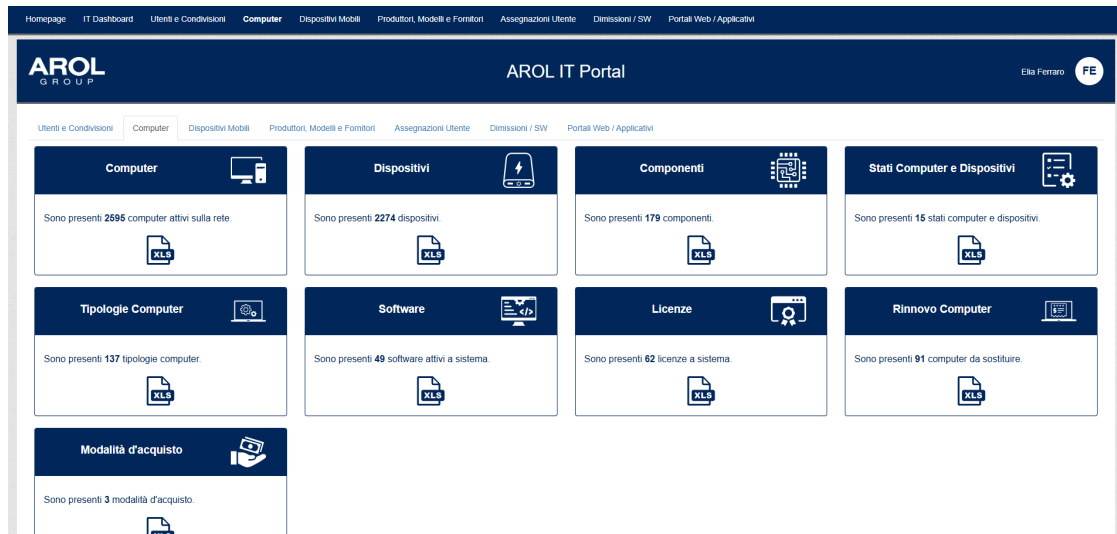 Homepage IT Dashboard Utenti e Condivisioni Computer Dispositivi Mobili Produttori, Modelli e Fornitori Assegnazioni Utente Dimissioni / SW Portali Web / Applicativi
AROL
GROUP
AROL IT Portal
Elia Ferraro
FE
Utenti e Condivisioni Computer Dispositivi Mobili Produttori, Modelli e Fornitori Assegnazioni Utente Dimissioni / SW Portali Web / Applicativi
Computer
Sono presenti 2595 computer attivi sulla rete.
XLS
Dispositivi
Sono presenti 2274 dispositivi.
XLS
Componenti
Sono presenti 179 componenti.
XLS
Stati Computer e Dispositivi
Sono presenti 15 stati computer e dispositivi.
XLS
Tipologie Computer
Sono presenti 137 tipologie computer.
XLS
Software
Sono presenti 49 software attivi a sistema.
XLS
Licenze
Sono presenti 62 licenze a sistema.
XLS
Rinnovo Computer
Sono presenti 91 computer da sostituire.
XLS
Modalità d'acquisto
Sono presenti 3 modalità d'acquisto.